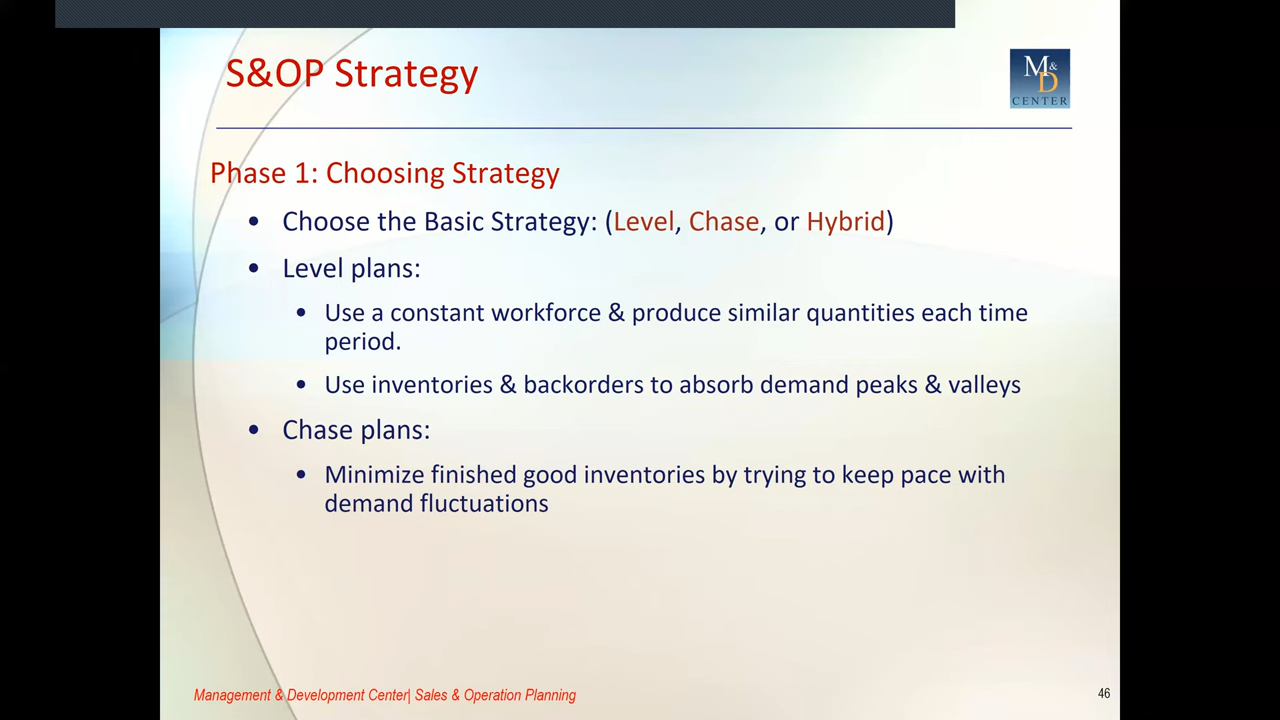 S&OP Strategy
M&D
CENTER
Phase 1: Choosing Strategy
• Choose the Basic Strategy: (Level, Chase, or Hybrid)
• Level plans:
• Use a constant workforce & produce similar quantities each time
period.
• Use inventories & backorders to absorb demand peaks & valleys
• Chase plans:
• Minimize finished good inventories by trying to keep pace with
demand fluctuations
Management & Development Center| Sales & Operation Planning
46